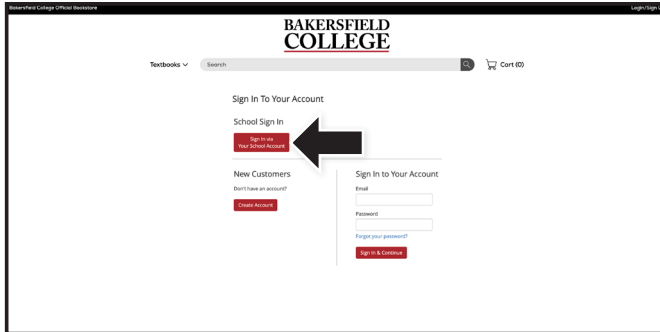 Bakersfield College Official Bookstore
Login/Sign
BAKERSFIELD
COLLEGE
Textbooks
Search
Cart (0)
Sign In To Your Account
School Sign In
Sign In via
Your School Account
New Customers
Don't have an account?
Create Account
Sign In to Your Account
Email
Password
Forgot your password?
Sign in & Continue